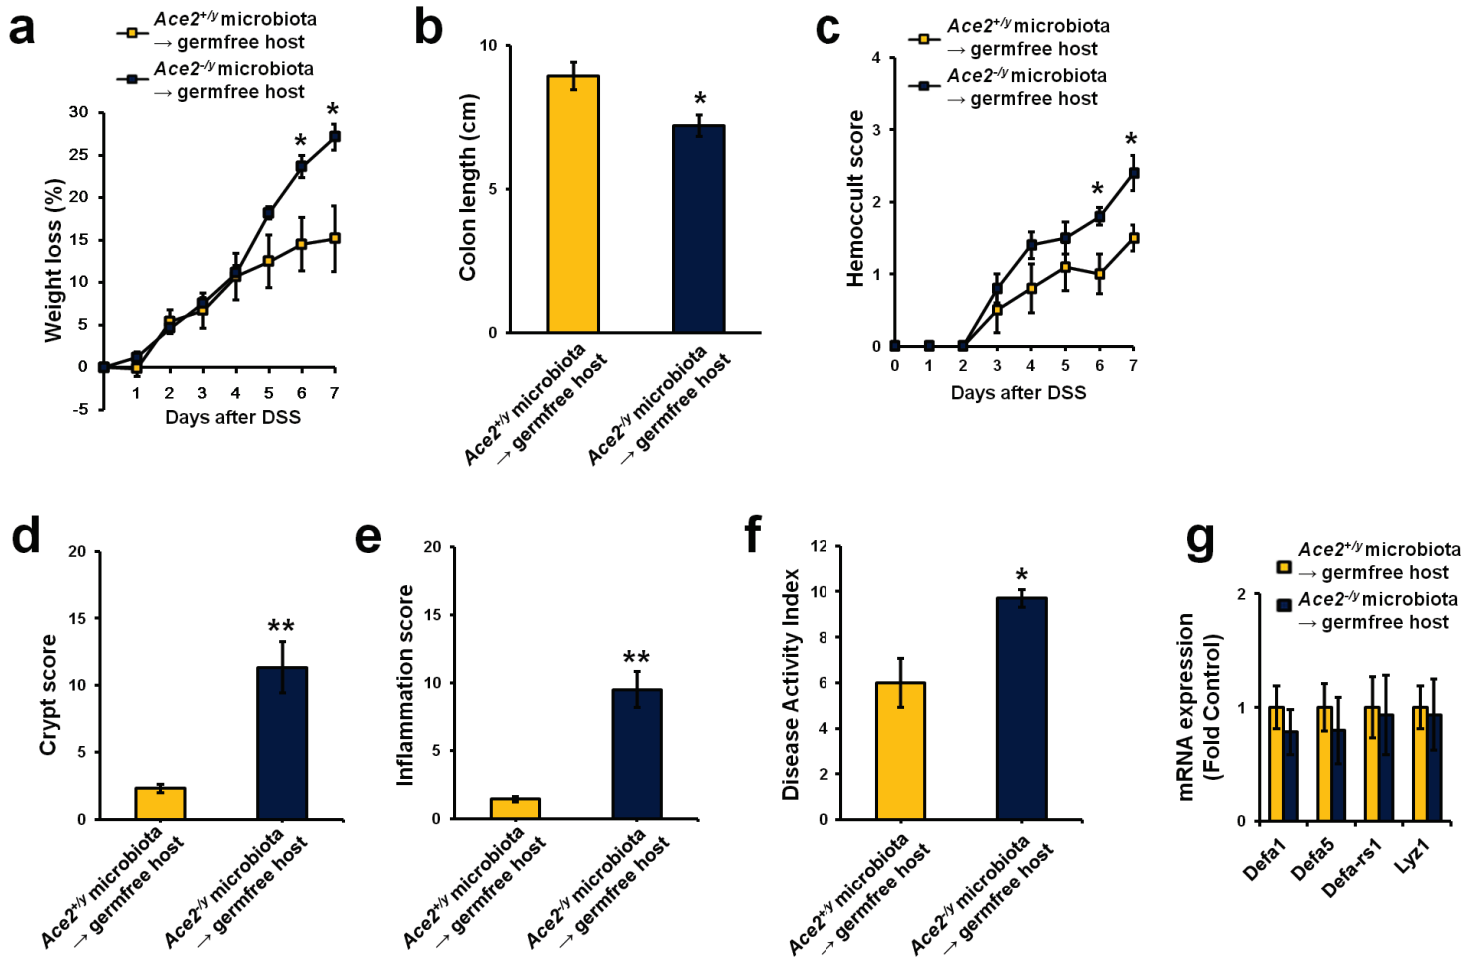 a
Ace2+/y microbiota
→ germfree host
Ace2-/y microbiota
→ germfree host
Weight loss (%)
30
25
20
15
10
5
0
-5
*
*
1 2 3 4 5 6 7
Days after DSS
b
Colon length (cm)
10
5
0
*
Ace2+/y microbiota
→ germfree host
Ace2-/y microbiota
→ germfree host
c
Ace2+/y microbiota
→ germfree host
Ace2-/y microbiota
→ germfree host
Hemoccult score
4
3
2
1
0
*
*
0 1 2 3 4 5 6 7
Days after DSS
d
Crypt score
20
15
10
5
0
**
Ace2+/y microbiota
→ germfree host
Ace2-/y microbiota
→ germfree host
e
Inflammation score
20
15
10
5
0
**
Ace2+/y microbiota
→ germfree host
Ace2-/y microbiota
→ germfree host
f
Disease Activity Index
12
10
8
6
4
2
0
*
Ace2+/y microbiota
→ germfree host
Ace2-/y microbiota
→ germfree host
g
Ace2+/y microbiota
→ germfree host
Ace2-/y microbiota
→ germfree host
mRNA expression
(Fold Control)
2
1
0
Defa1
Defa5
Defa-rs1
Lyz1